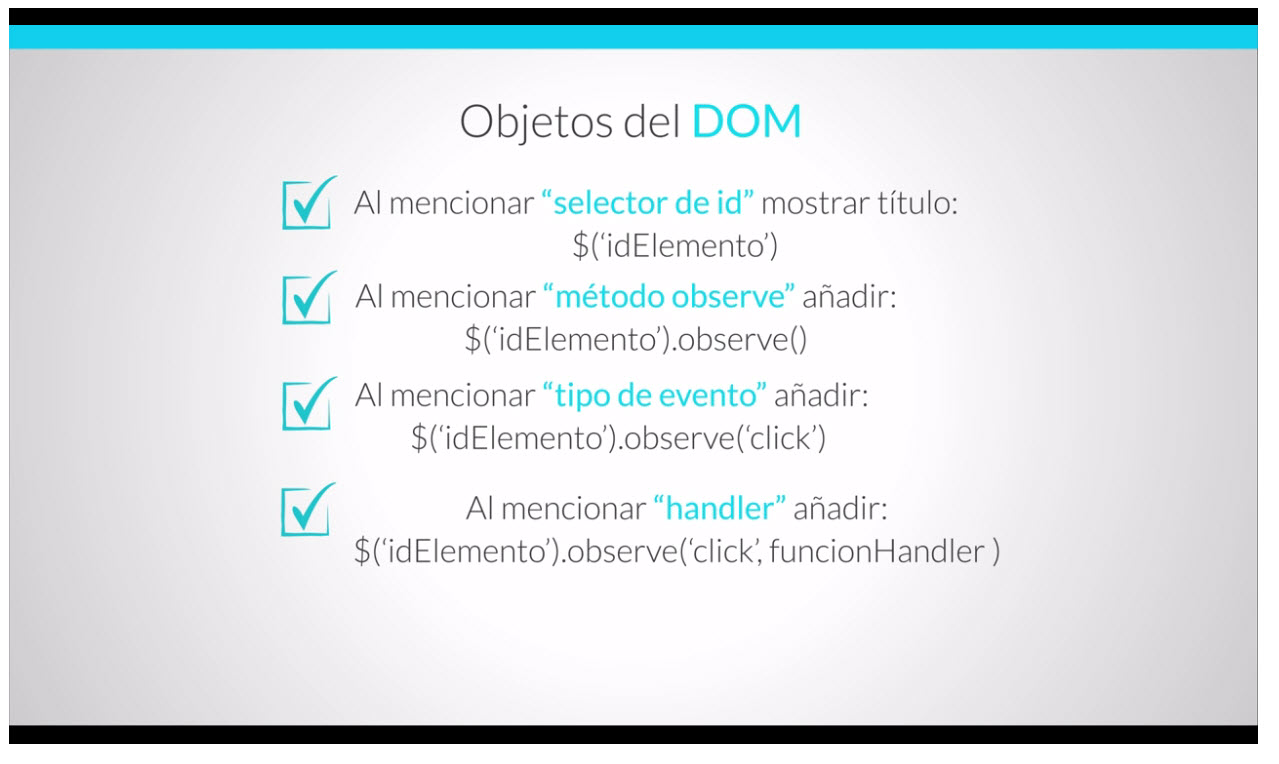 Objetos del DOM
Al mencionar “selector de id” mostrar título:
$(‘idElemento’)
Al mencionar “método observe” añadir:
$(‘idElemento’).observe()
Al mencionar “tipo de evento” añadir:
$(‘idElemento’).observe(‘click’)
Al mencionar “handler” añadir:
$(‘idElemento’).observe(‘click’, funcionHandler )